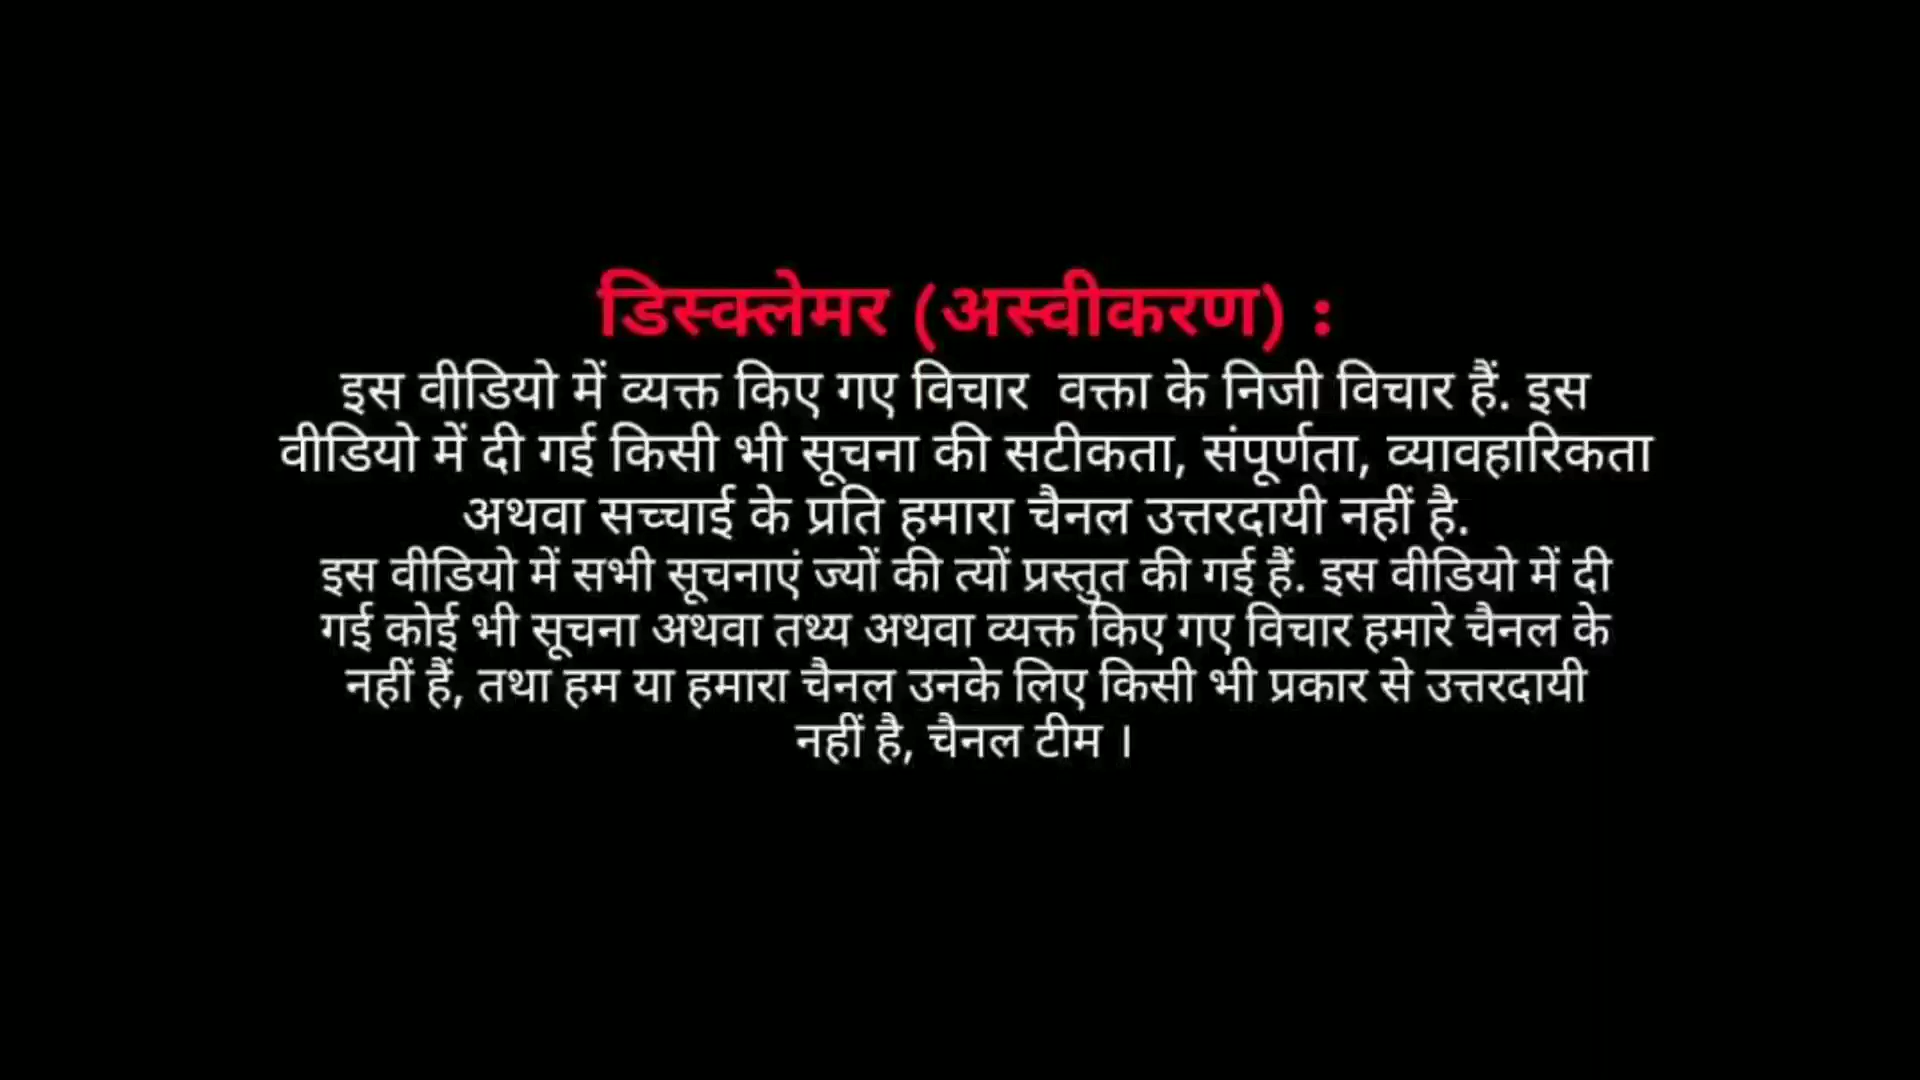 डिस्क्लेमर (अस्वीकरण) :
इस वीडियो में व्यक्त किए गए विचार वक्ता के निजी विचार हैं. इस
वीडियो में दी गई किसी भी सूचना की सटीकता, संपूर्णता, व्यावहारिकता
अथवा सच्चाई के प्रति हमारा चैनल उत्तरदायी नहीं है.
इस वीडियो में सभी सूचनाएं ज्यों की त्यों प्रस्तुत की गई हैं. इस वीडियो में दी
गई कोई भी सूचना अथवा तथ्य अथवा व्यक्त किए गए विचार हमारे चैनल के
नहीं हैं, तथा हम या हमारा चैनल उनके लिए किसी भी प्रकार से उत्तरदायी
नहीं है, चैनल टीम ।